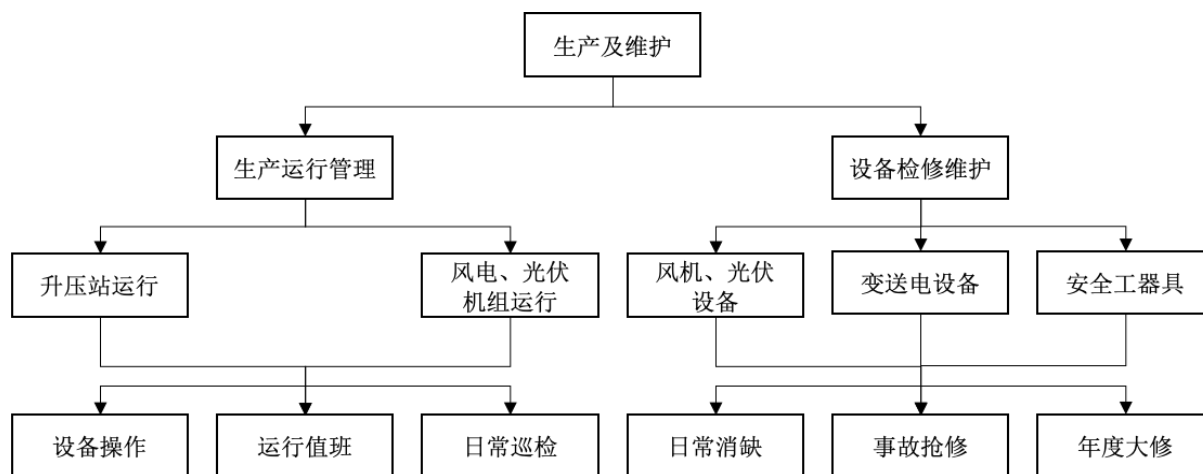 生产及维护
生产运行管理
设备检修维护
升压站运行
风电、光伏
机组运行
风机、光伏
设备
变送电设备
安全工器具
设备操作
运行值班
日常巡检
日常消缺
事故抢修
年度大修